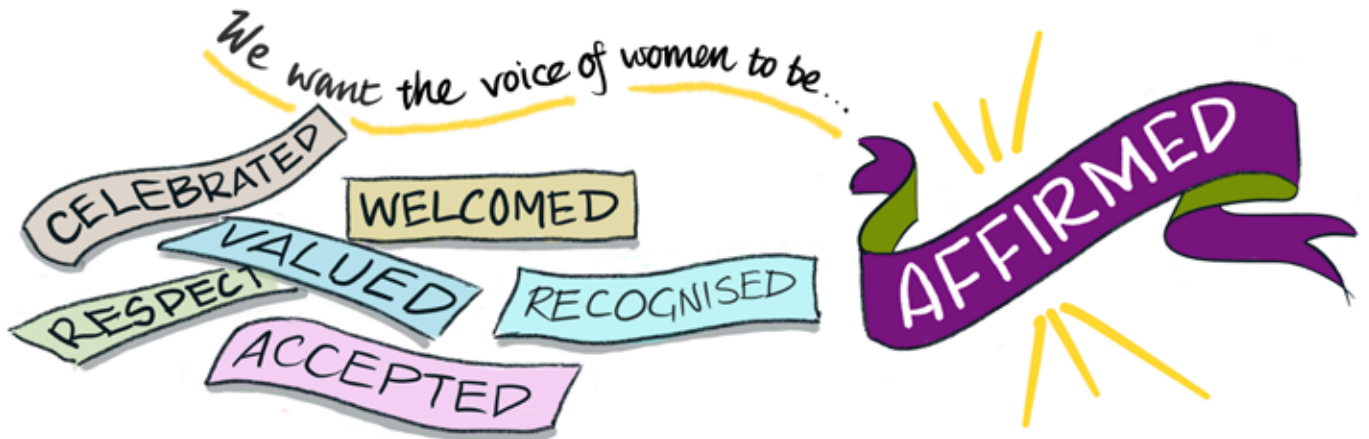 We want the voice of women to be...
CELEBRATED
WELCOMED
VALUED
RESPECT
RECOGNISED
ACCEPTED
AFFIRMED